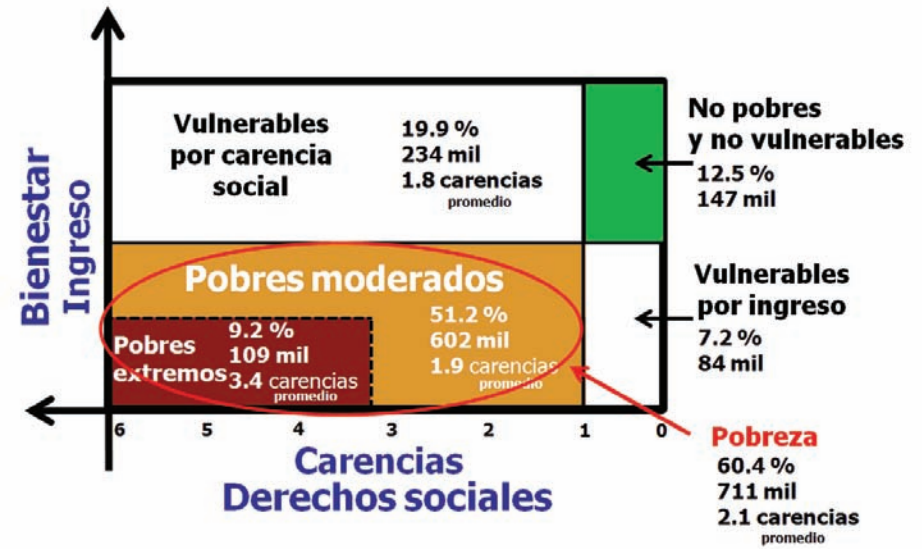 Bienestar
Ingreso
Vulnerables
por carencia
social
19.9 %
234 mil
1.8 carencias
promedio
No pobres
y no vulnerables
12.5 %
147 mil
Pobres moderados
51.2 %
602 mil
1.9 carencias
promedio
Pobres
extremos
9.2 %
109 mil
3.4 carencias
promedio
Vulnerables
por ingreso
7.2 %
84 mil
6 5 4 3 2 1 0
Carencias
Derechos sociales
Pobreza
60.4 %
711 mil
2.1 carencias
promedio